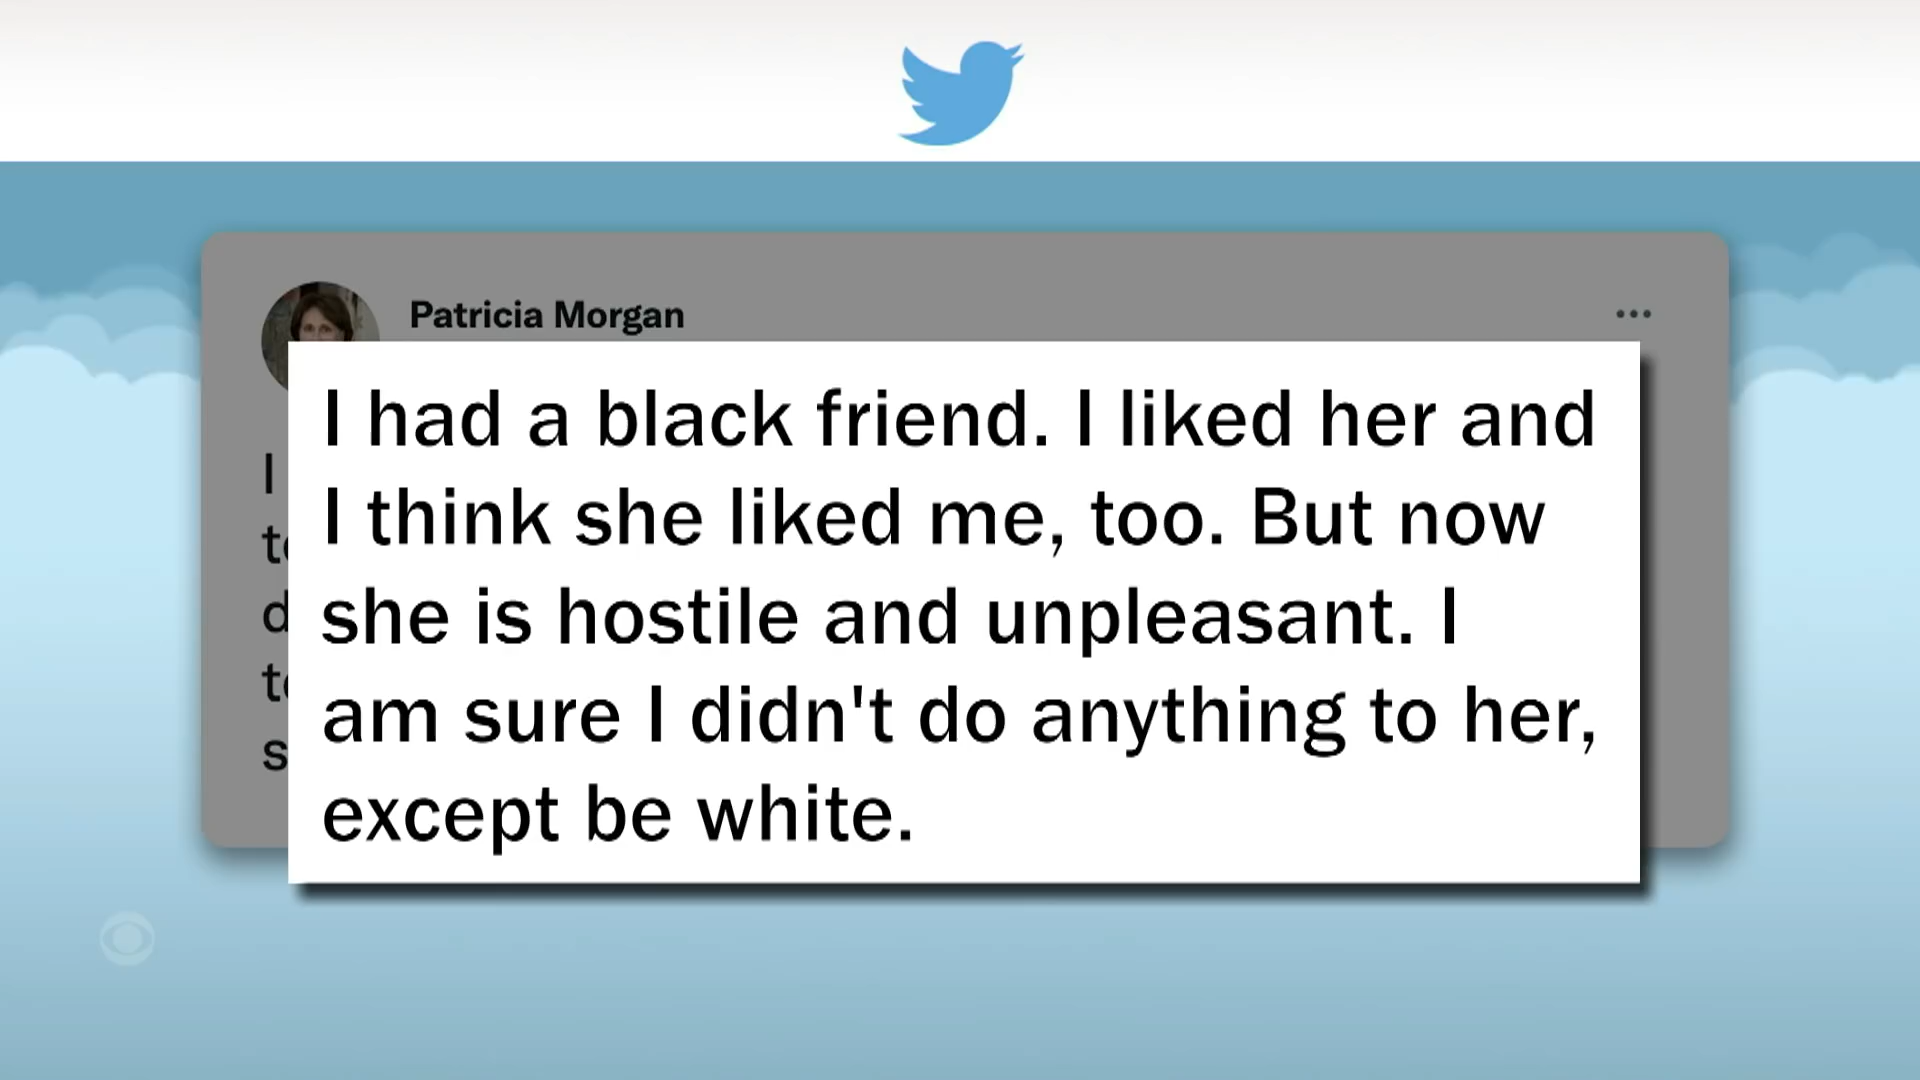 Patricia Morgan
I had a black friend. I liked her and
I think she liked me, too. But now
she is hostile and unpleasant. I
am sure I didn't do anything to her,
except be white.